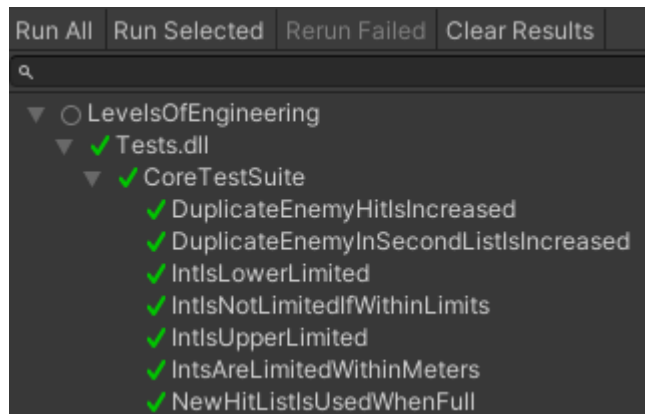 Run All Run Selected Rerun Failed Clear Results
LevelsOfEngineering
Tests.dll
CoreTestSuite
DuplicateEnemyHitIsIncreased
DuplicateEnemyInSecondListIsIncreased
IntIsLowerLimited
IntIsNotLimitedIfWithinLimits
IntIsUpperLimited
IntsAreLimitedWithinMeters
NewHitListIsUsedWhenFull